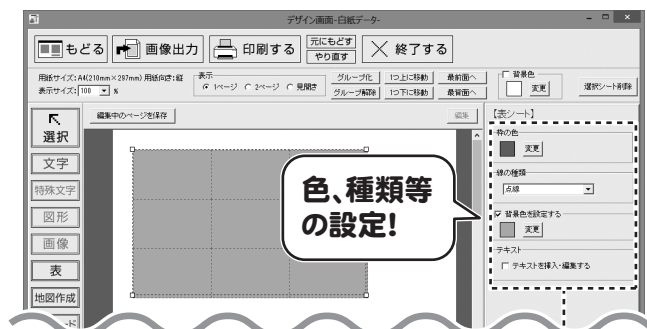 デザイン画面-白紙データ-
もどる 画像出力 印刷する 元にもどす やり直す 終了する
用紙サイズ:A4(210mm×297mm) 用紙向き:縦
表示サイズ: 100 %
表示
1ページ 2ページ 見開き
グループ化 1つ上に移動 最前面へ
グループ解除 1つ下に移動 最背面へ
背景色
変更
選択シート削除
選択
文字
特殊文字
図形
画像
表
地図作成
編集中のページを保存
編集
色、種類等
の設定!
【表シート】
枠の色
変更
線の種類
点線
背景色を設定する
変更
テキスト
テキストを挿入・編集する